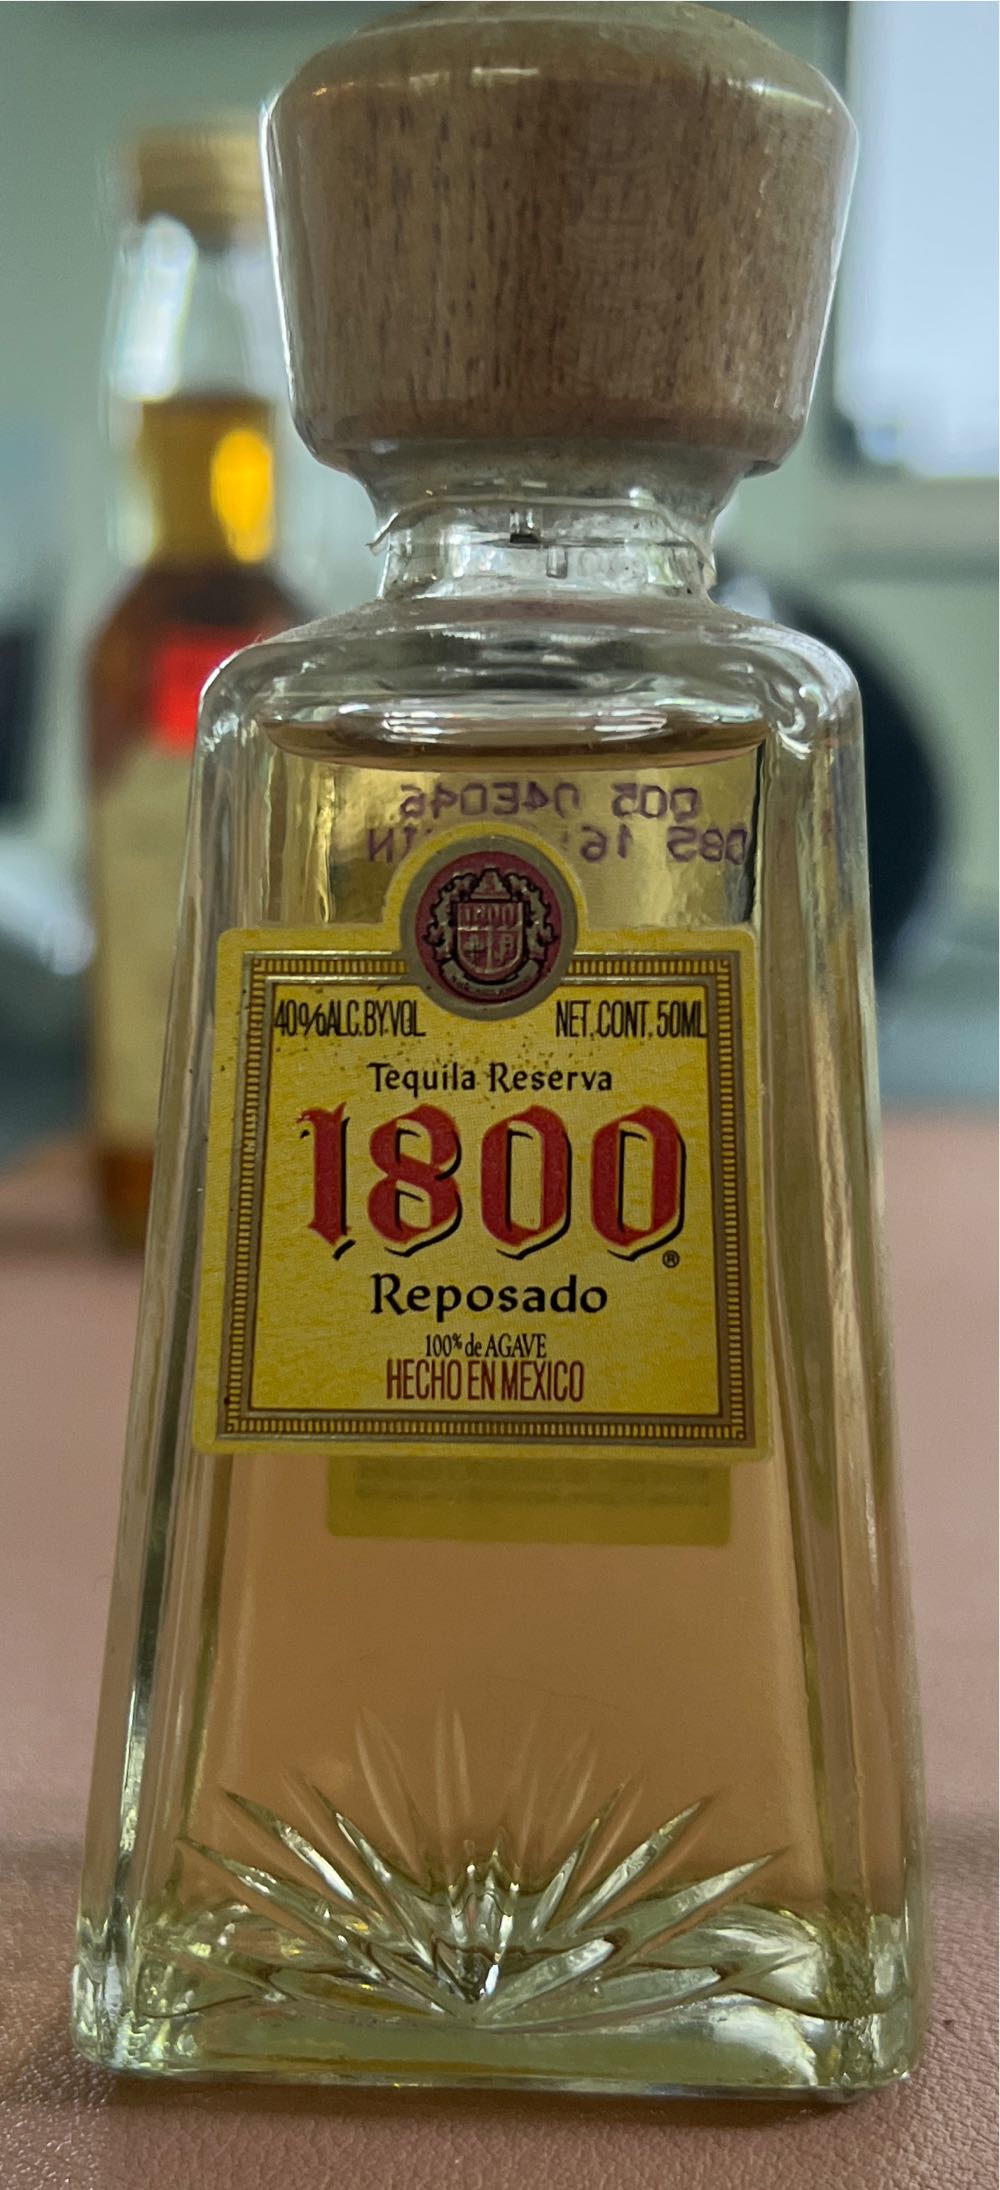 40%ALC.BY.VOL. NET.CONT.50ML
Tequila Reserva
1800®
Reposado
100% de AGAVE
HECHO EN MEXICO